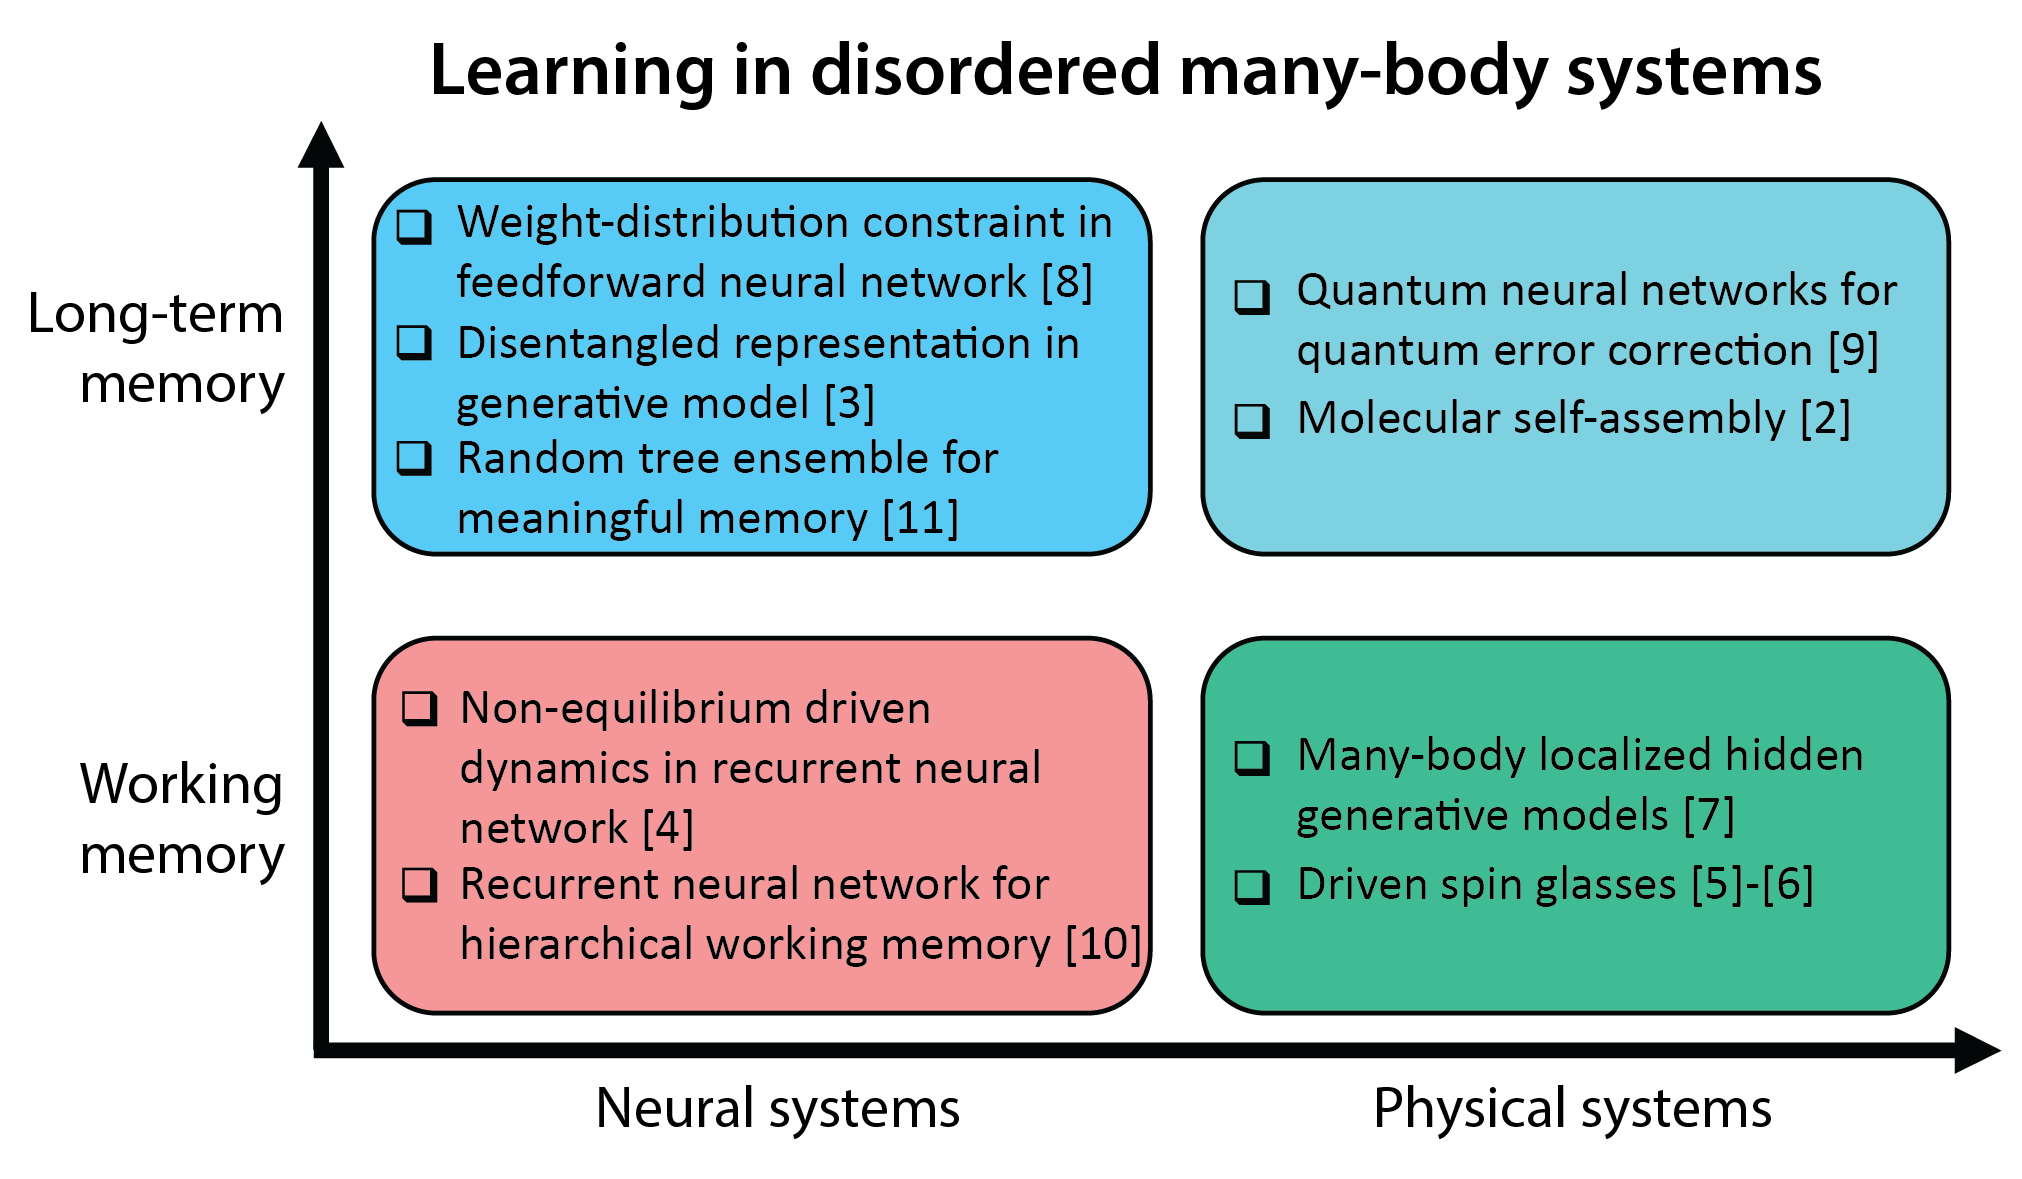 Learning in disordered many-body systems
Long-term
memory
Weight-distribution constraint in
feedforward neural network [8]
Disentangled representation in
generative model [3]
Random tree ensemble for
meaningful memory [11]
Quantum neural networks for
quantum error correction [9]
Molecular self-assembly [2]
Working
memory
Non-equilibrium driven
dynamics in recurrent neural
network [4]
Recurrent neural network for
hierarchical working memory [10]
Many-body localized hidden
generative models [7]
Driven spin glasses [5]-[6]
Neural systems
Physical systems